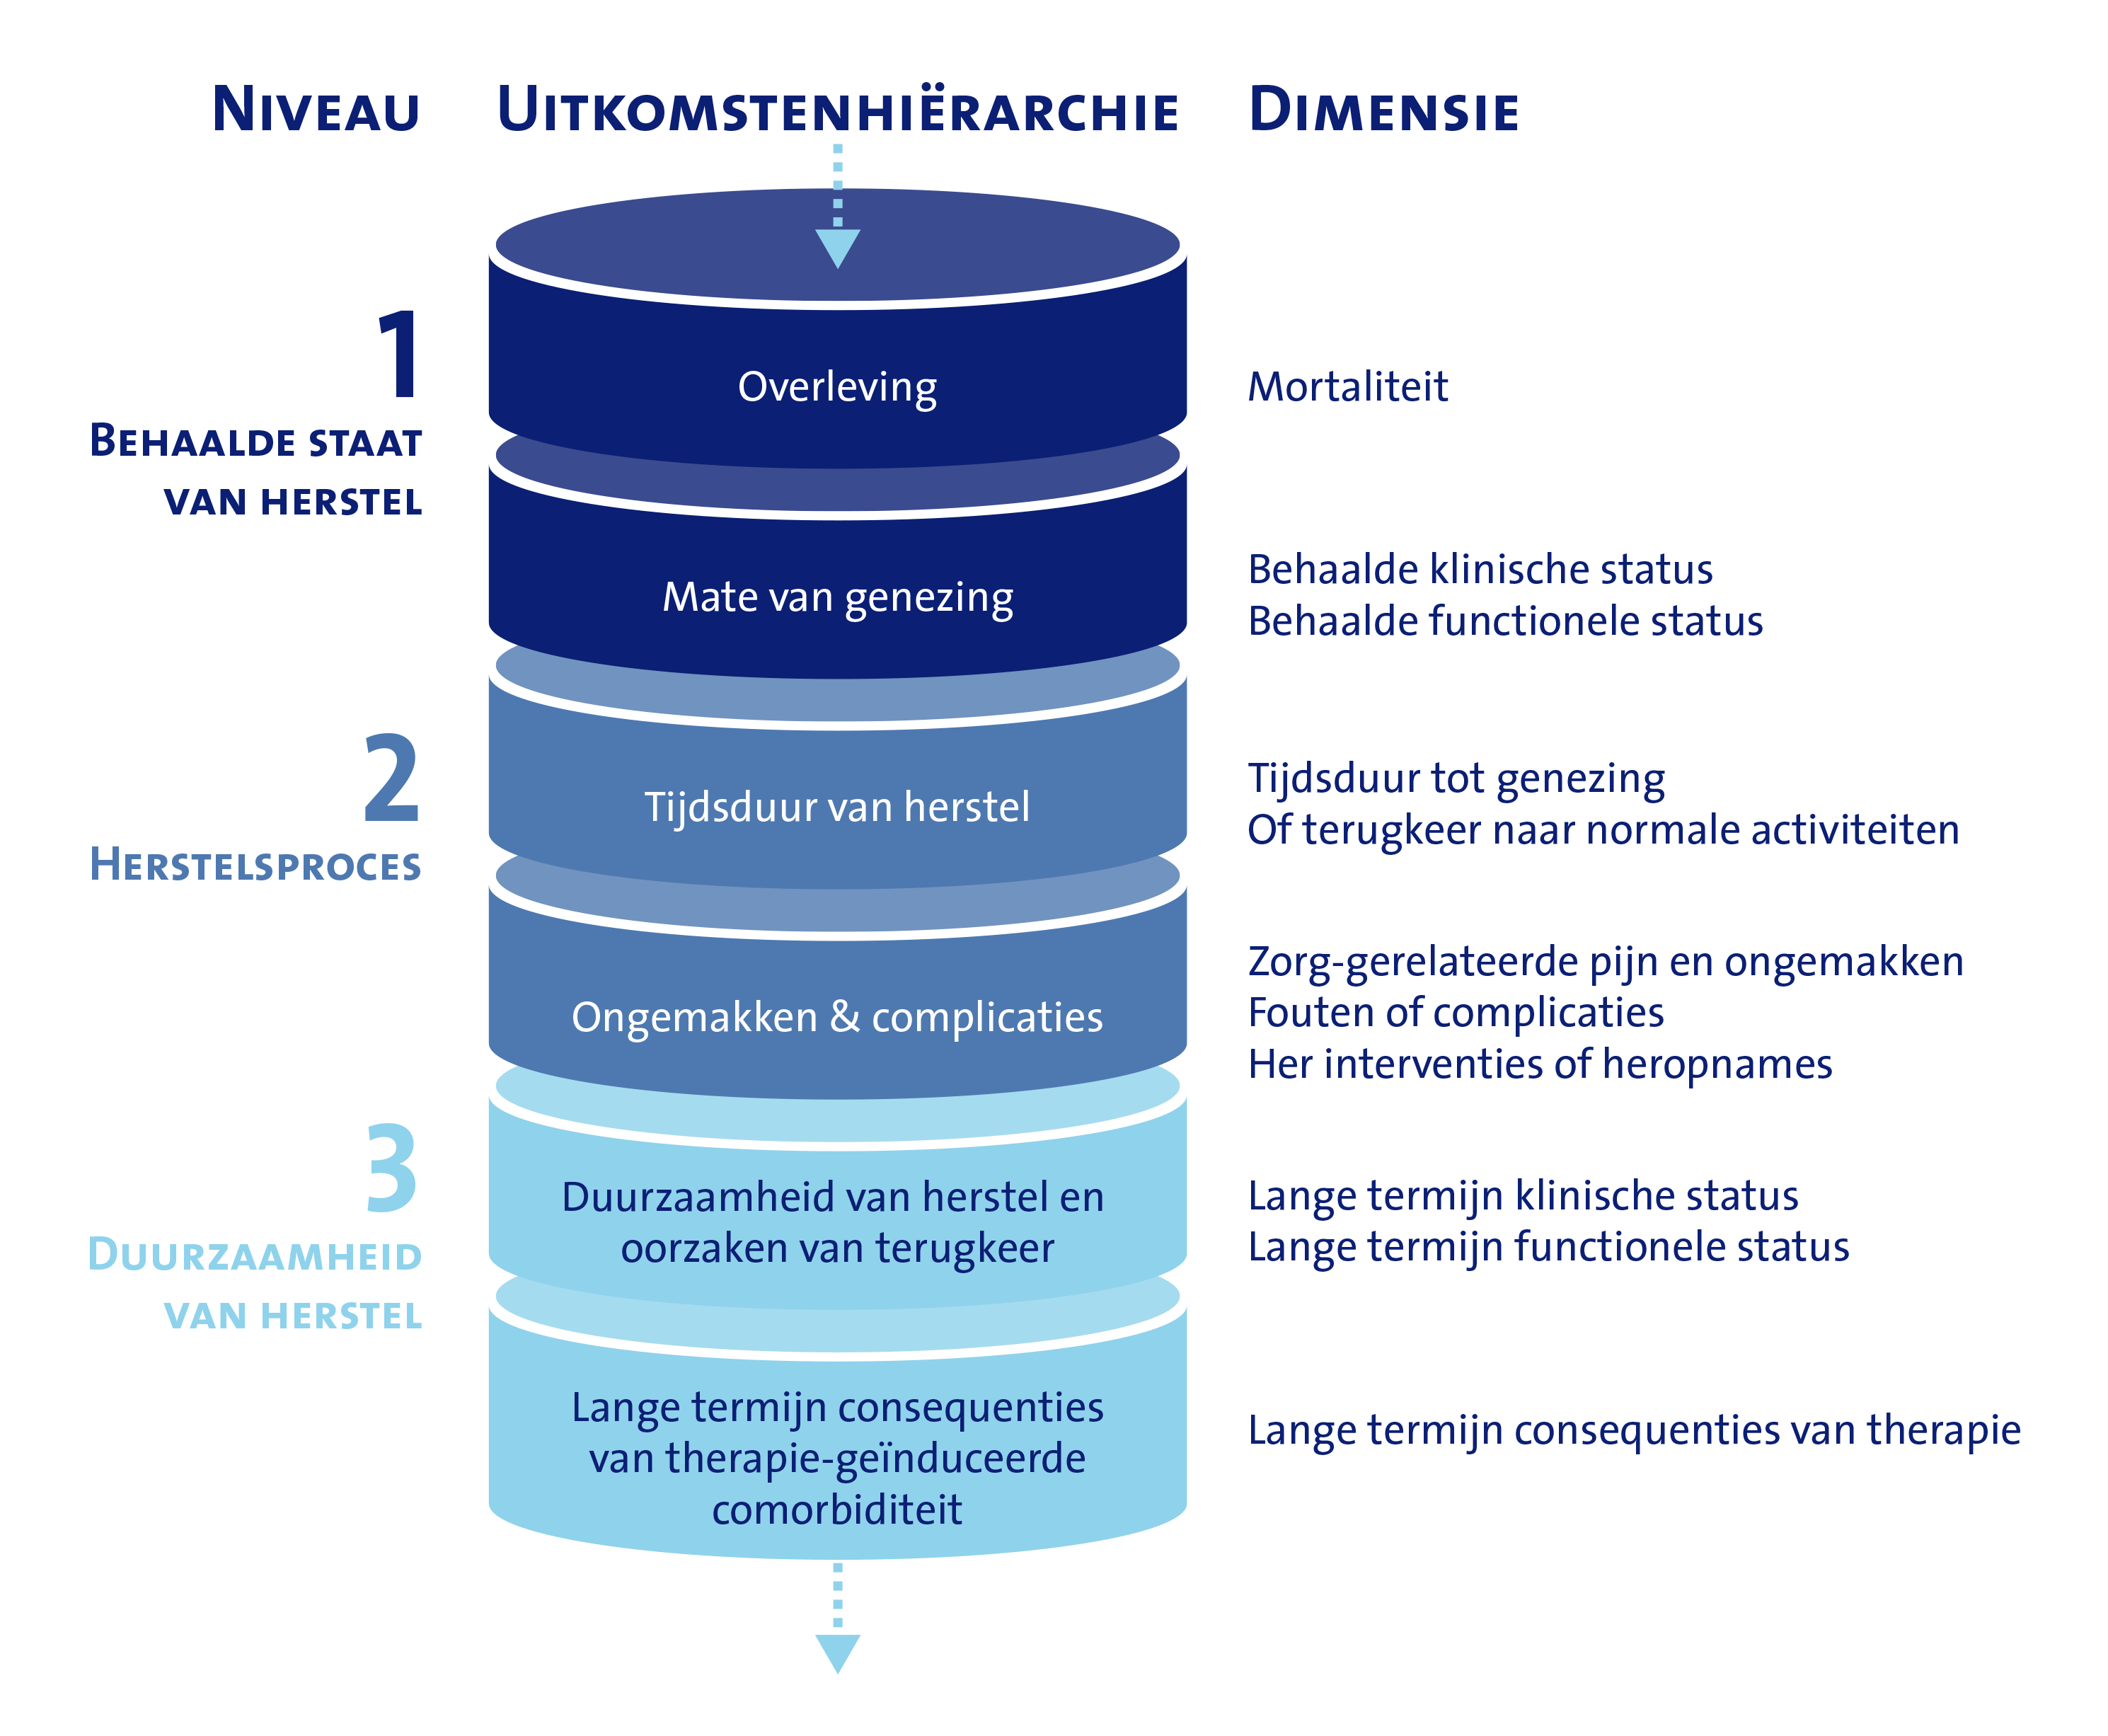 Niveau
Uitkomstenhiërarchie
Dimensie
1
Behaalde staat
van herstel
Overleving
Mortaliteit
Mate van genezing
Behaalde klinische status
Behaalde functionele status
2
Herstelsproces
Tijdsduur van herstel
Tijdsduur tot genezing
Of terugkeer naar normale activiteiten
Ongemakken & complicaties
Zorg-gerelateerde pijn en ongemakken
Fouten of complicaties
Her interventies of heropnames
3
Duurzaamheid
van herstel
Duurzaamheid van herstel en
oorzaken van terugkeer
Lange termijn klinische status
Lange termijn functionele status
Lange termijn consequenties
van therapie-geïnduceerde
comorbiditeit
Lange termijn consequenties van therapie